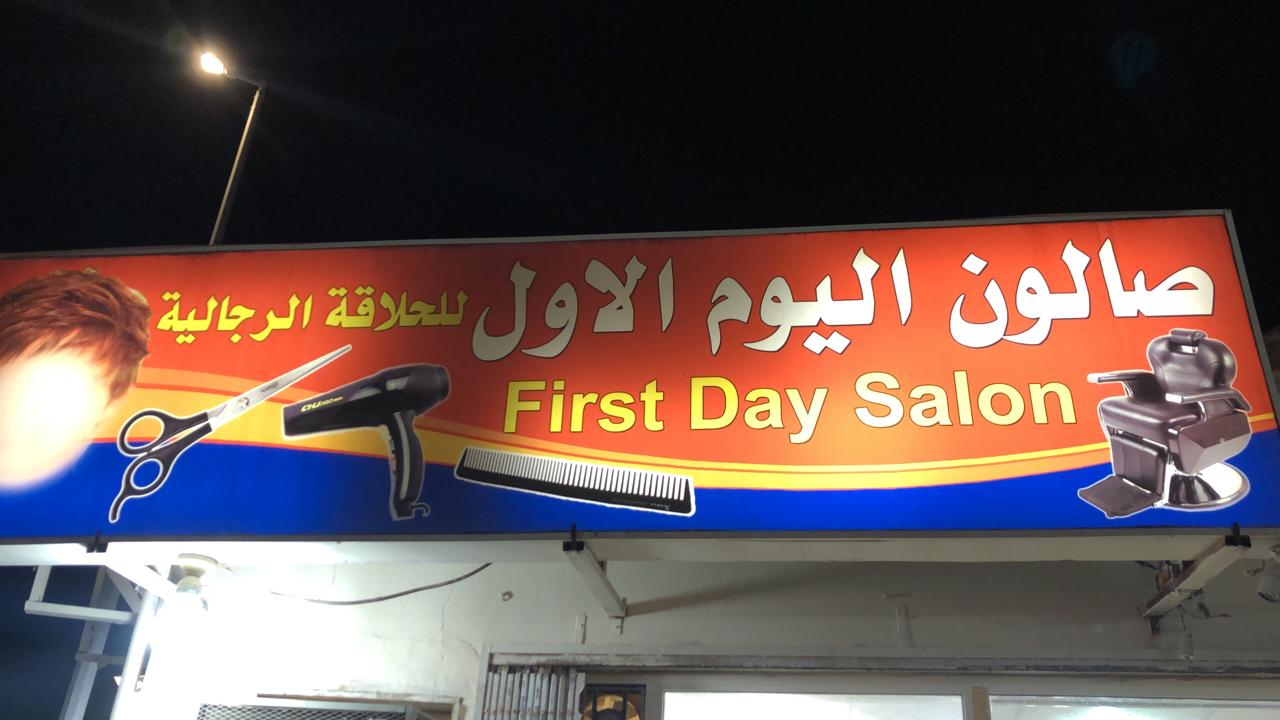 صالون اليوم الاول للحلاقة الرجالية
First Day Salon